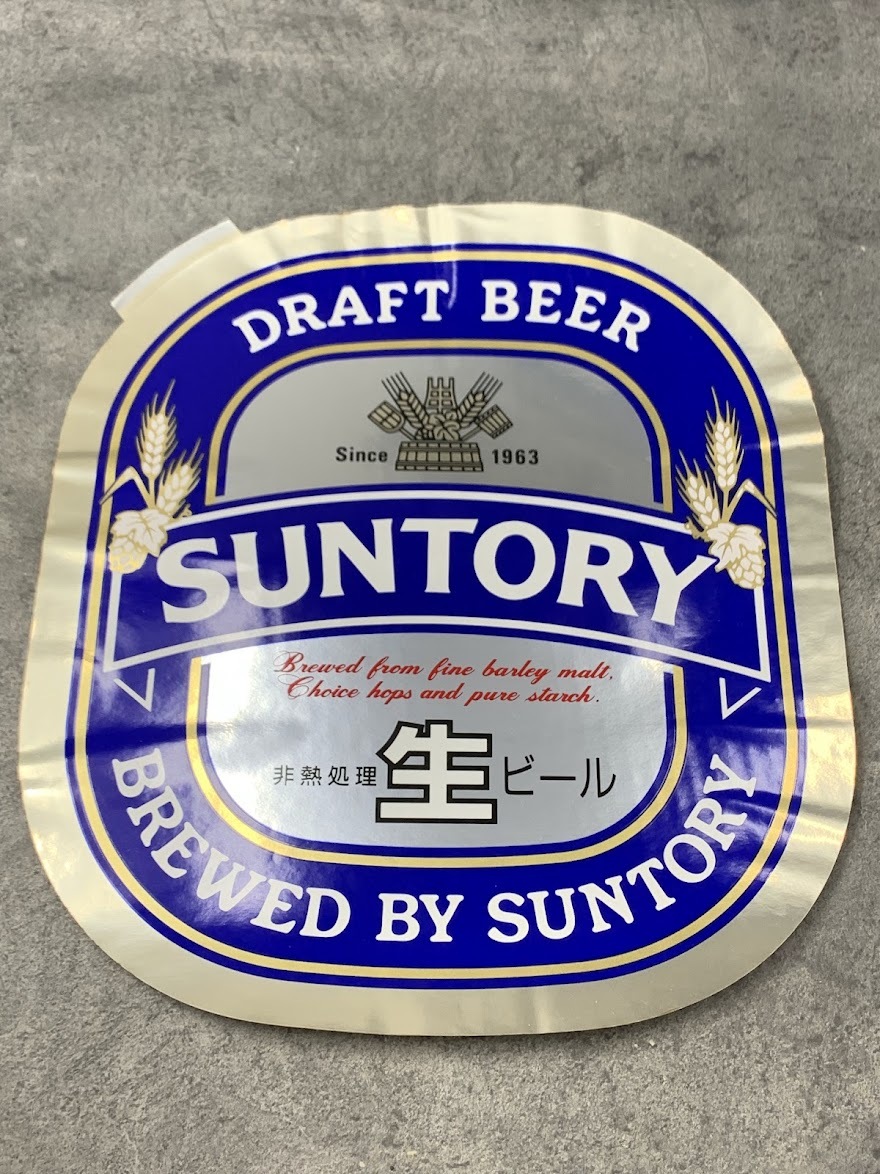 DRAFT BEER
Since 1963
SUNTORY
Brewed from fine barley malt,
Choice hops and pure starch.
非熱処理 生 ビール
BREWED BY SUNTORY